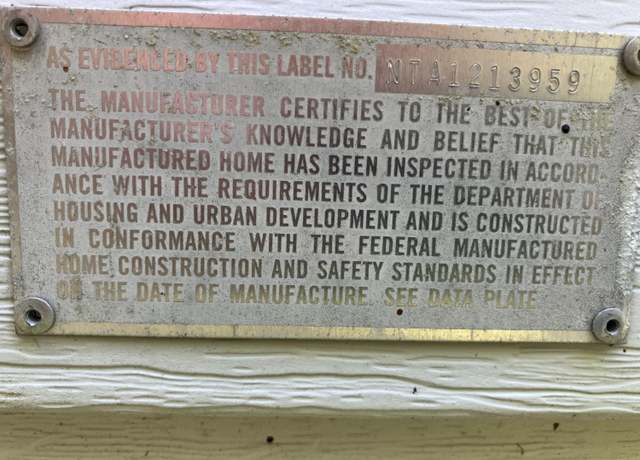 AS EVIDENCED BY THIS LABEL NO. NTA1213959
THE MANUFACTURER CERTIFIES TO THE BEST OF THE
MANUFACTURER'S KNOWLEDGE AND BELIEF THAT THIS
MANUFACTURED HOME HAS BEEN INSPECTED IN ACCORD
ANCE WITH THE REQUIREMENTS OF THE DEPARTMENT OF
HOUSING AND URBAN DEVELOPMENT AND IS CONSTRUCTED
IN CONFORMANCE WITH THE FEDERAL MANUFACTURED
HOME CONSTRUCTION AND SAFETY STANDARDS IN EFFECT
ON THE DATE OF MANUFACTURE. SEE DATA PLATE